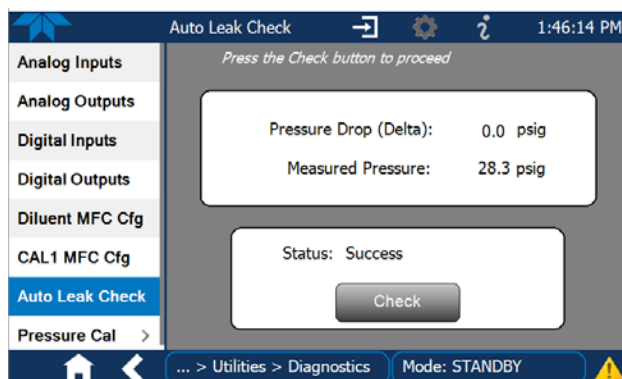 Auto Leak Check
1:46:14 PM
Analog Inputs
Analog Outputs
Digital Inputs
Digital Outputs
Diluent MFC Cfg
CAL1 MFC Cfg
Auto Leak Check
Pressure Cal >
Press the Check button to proceed
Pressure Drop (Delta): 0.0 psig
Measured Pressure: 28.3 psig
Status: Success
Check
... > Utilities > Diagnostics
Mode: STANDBY